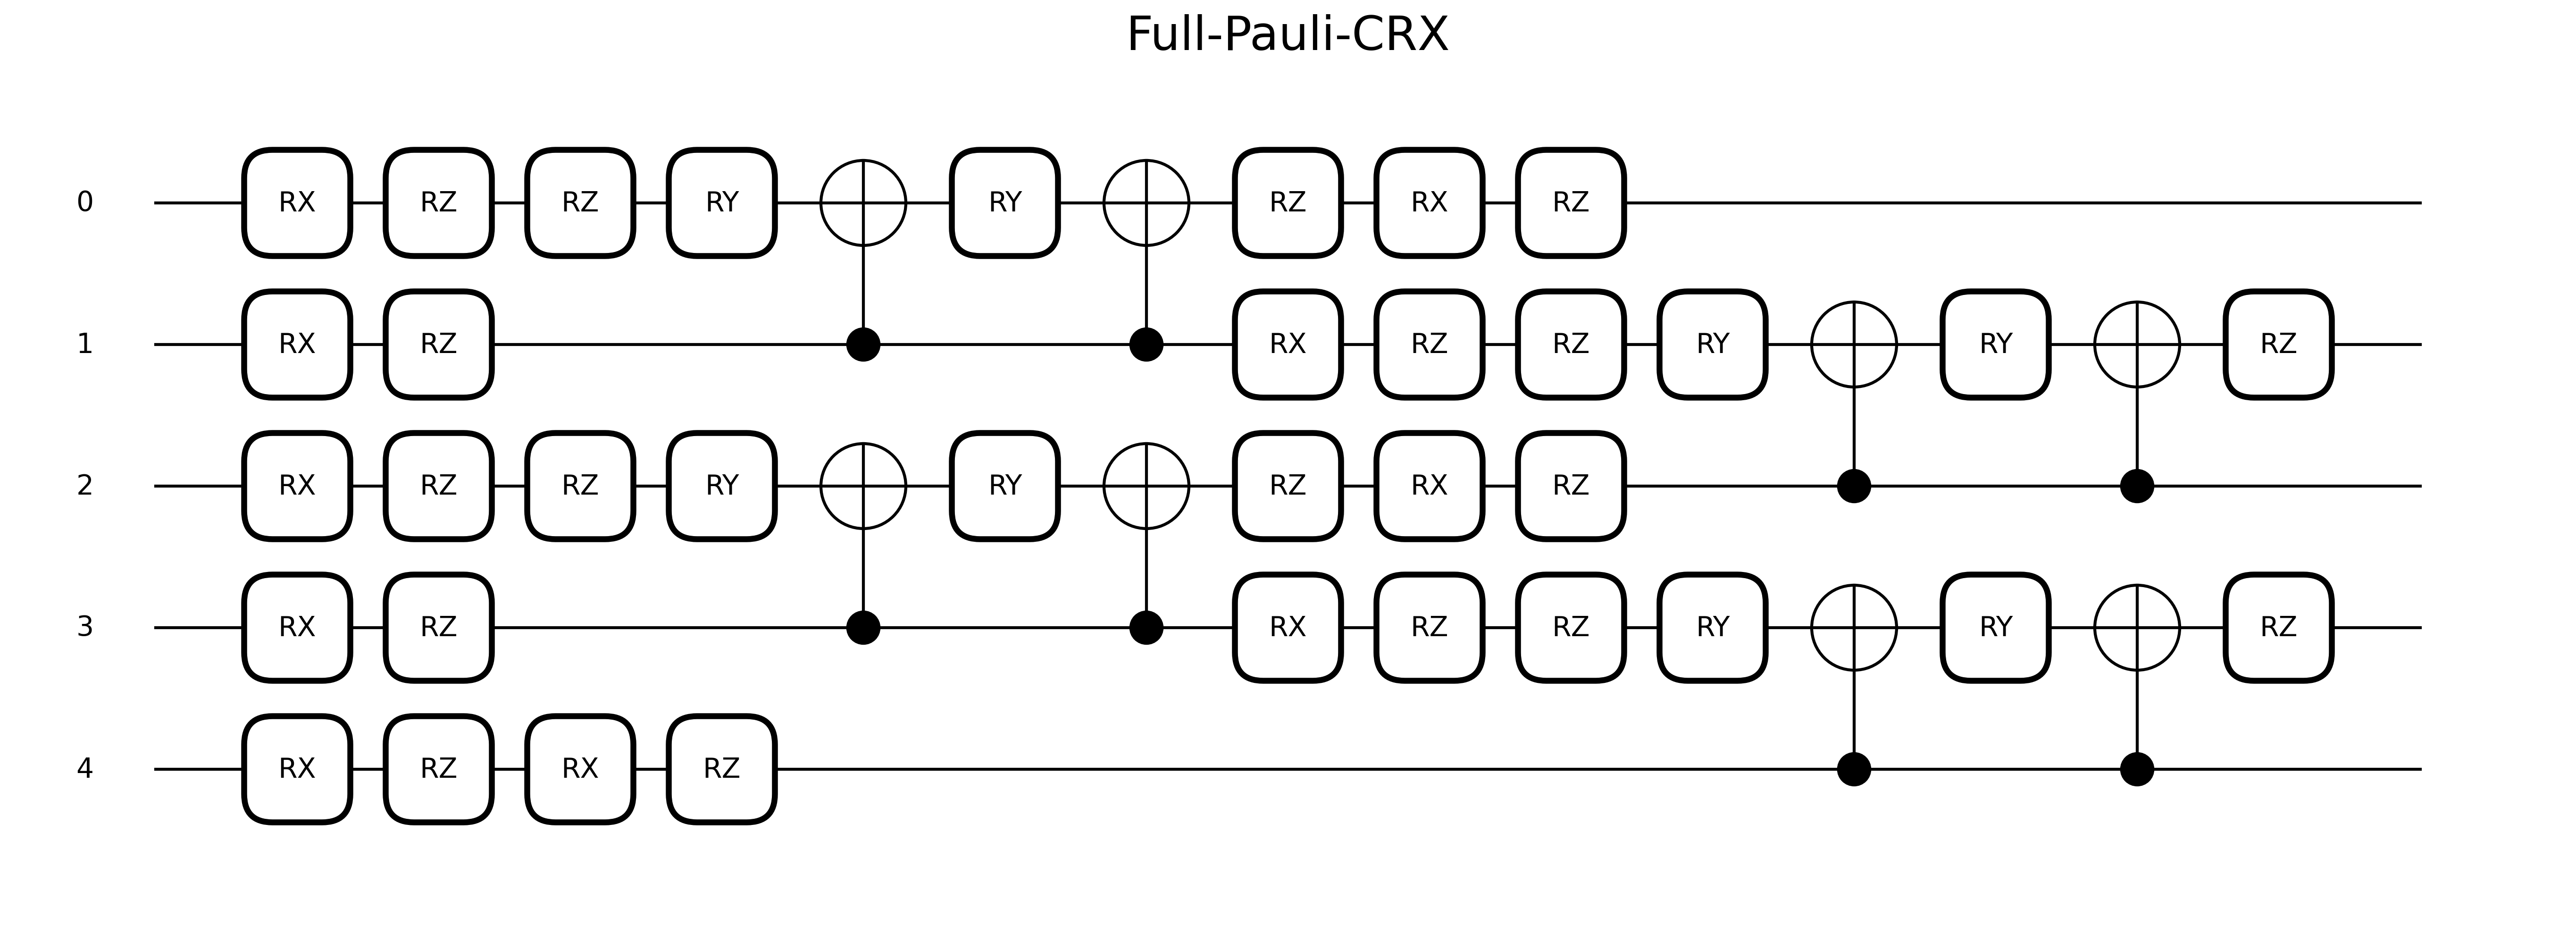 Full-Pauli-CRX
0 RX RZ RZ RY RY RZ RX RZ
1 RX RZ RX RZ RZ RY RY RZ
2 RX RZ RZ RY RY RZ RX RZ
3 RX RZ RX RZ RZ RY RY RZ
4 RX RZ RX RZ